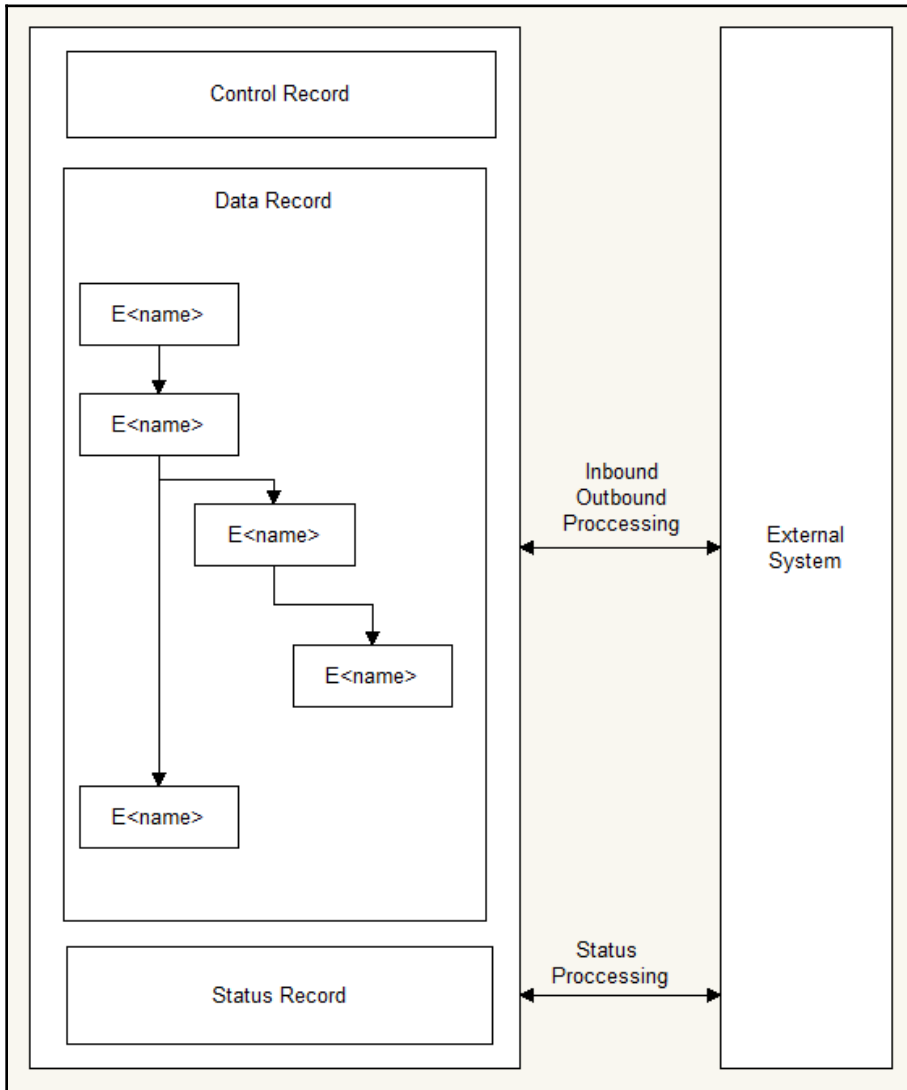 Control Record
Data Record
E<name>
E<name>
E<name>
E<name>
E<name>
Status Record
Inbound
Outbound
Proccessing
Status
Proccessing
External
System